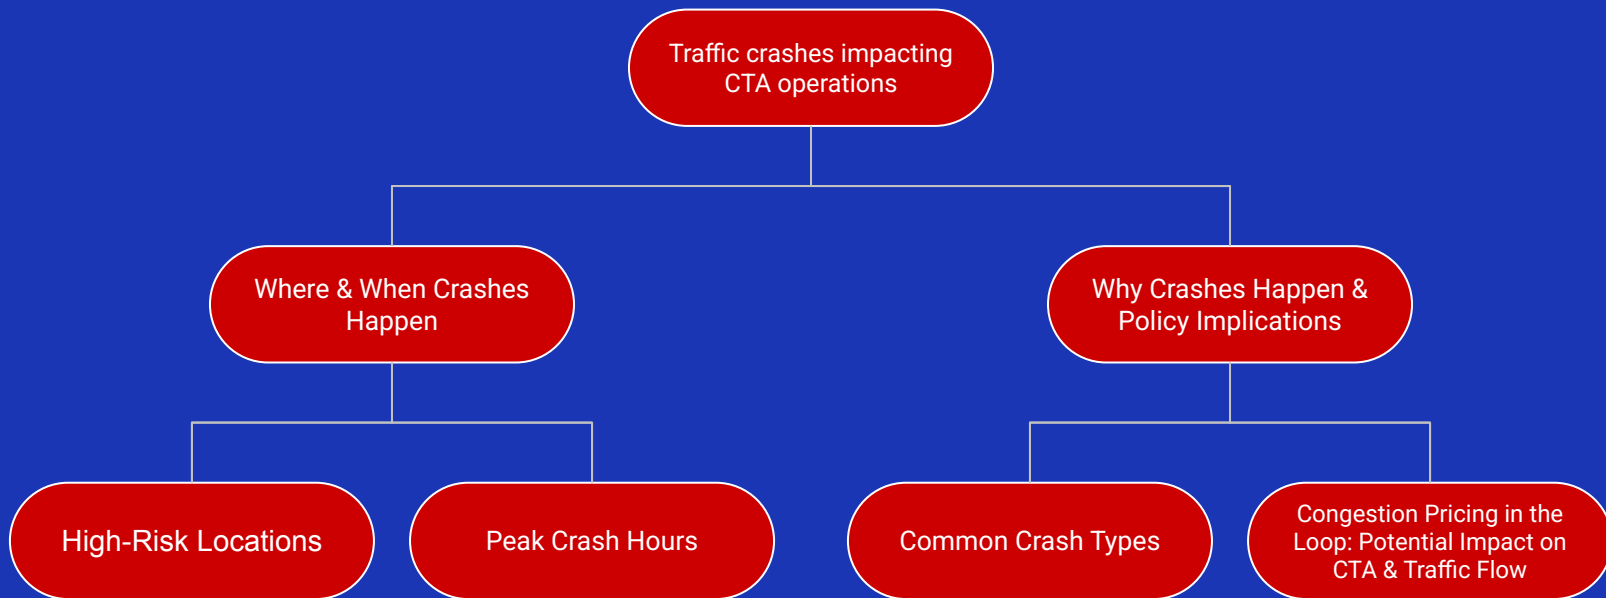 Traffic crashes impacting
CTA operations
Where & When Crashes
Happen
Why Crashes Happen &
Policy Implications
High-Risk Locations
Peak Crash Hours
Common Crash Types
Congestion Pricing in the
Loop: Potential Impact on
CTA & Traffic Flow